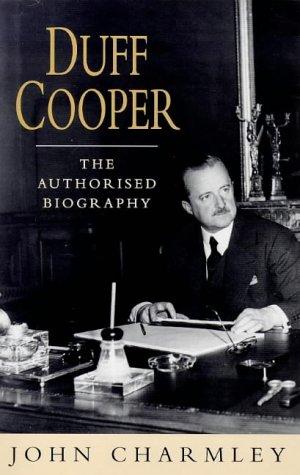 DUFF
COOPER
THE
AUTHORISED
BIOGRAPHY
JOHN CHARMLEY